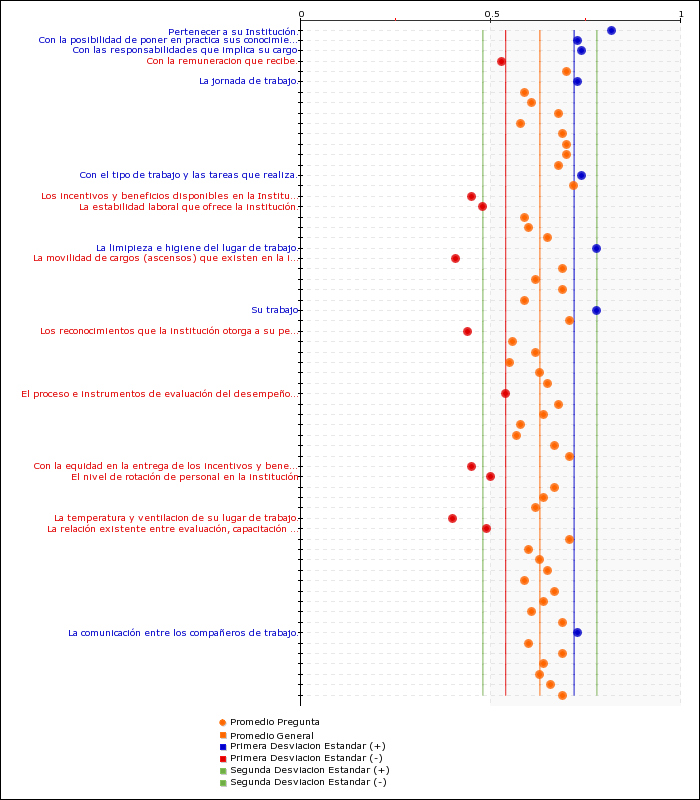 0 0.5 1
Pertenecer a su Institución.
Con la posibilidad de poner en practica sus conocimie...
Con las responsabilidades que implica su cargo
Con la remuneracion que recibe.
La jornada de trabajo.
Con el tipo de trabajo y las tareas que realiza.
Los incentivos y beneficios disponibles en la Institu...
La estabilidad laboral que ofrece la institución.
La limipieza e higiene del lugar de trabajo.
La movilidad de cargos (ascensos) que existen en la i...
Su trabajo
Los reconocimientos que la institución otorga a su pe...
El proceso e instrumentos de evaluación del desempeño...
Con la equidad en la entrega de los incentivos y bene...
El nivel de rotación de personal en la institución
La temperatura y ventilacion de su lugar de trabajo.
La relación existente entre evaluación, capacitación ...
La comunicación entre los compañeros de trabajo.
Promedio Pregunta
Promedio General
Primera Desviacion Estandar (+)
Primera Desviacion Estandar (-)
Segunda Desviacion Estandar (+)
Segunda Desviacion Estandar (-)